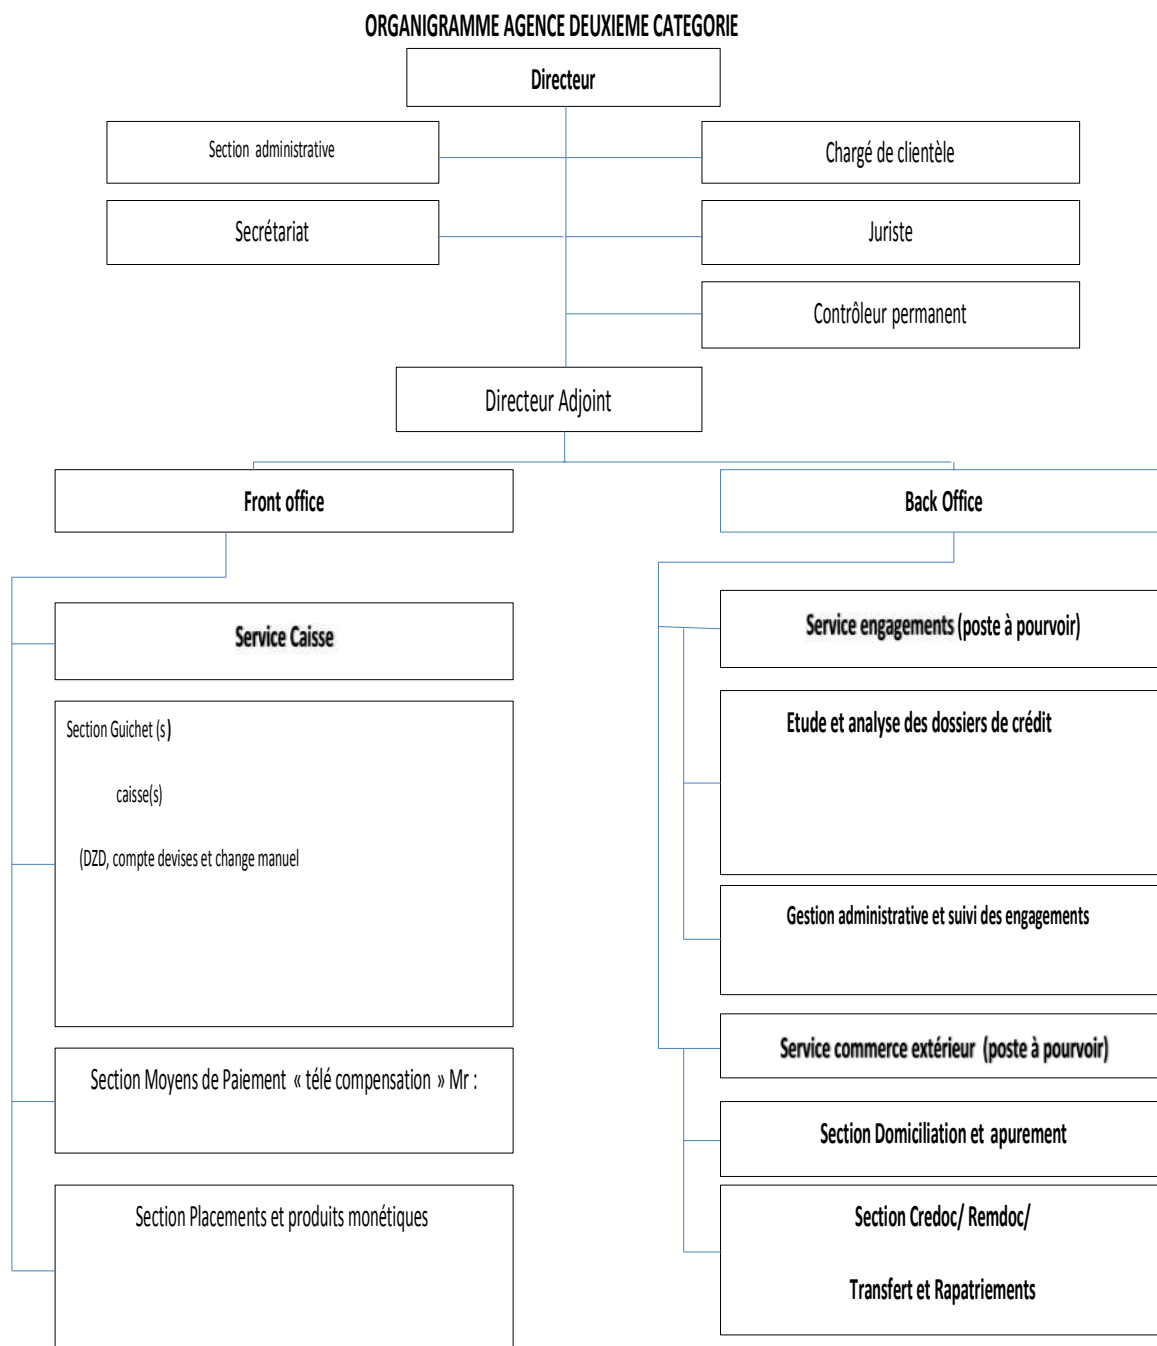 ORGANIGRAMME AGENCE DEUXIEME CATEGORIE
Directeur
Section administrative
Chargé de clientèle
Secrétariat
Juriste
Contrôleur permanent
Directeur Adjoint
Front office
Back Office
Service Caisse
Section Guichet (s)
caisse(s)
(DZD, compte devises et change manuel
Section Moyens de Paiement « télé compensation » Mr :
Section Placements et produits monétiques
Service engagements (poste à pourvoir)
Etude et analyse des dossiers de crédit
Gestion administrative et suivi des engagements
Service commerce extérieur (poste à pourvoir)
Section Domiciliation et apurement
Section Credoc/ Remdoc/
Transfert et Rapatriements